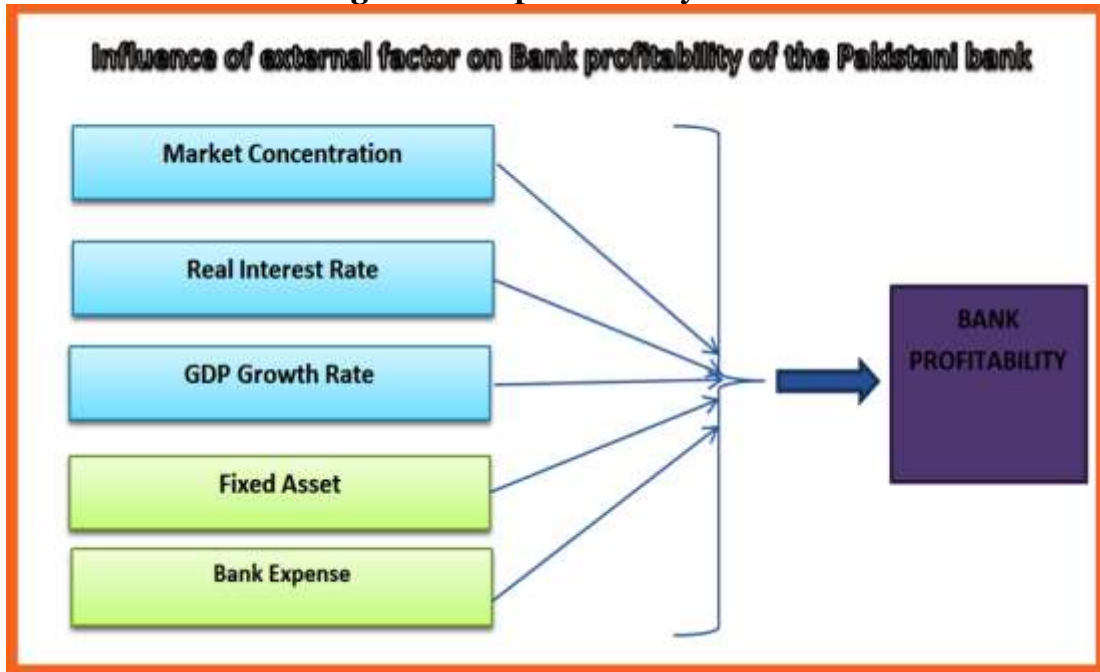 Influence of external factor on Bank profitability of the Pakistani bank
Market Concentration
Real Interest Rate
GDP Growth Rate
Fixed Asset
Bank Expense
BANK
PROFITABILITY